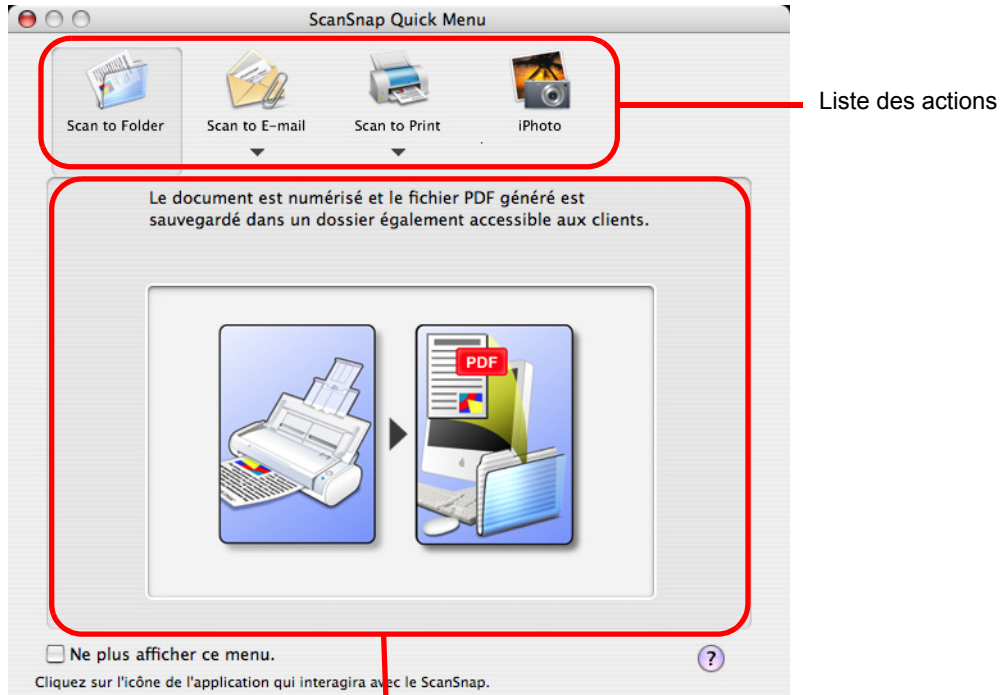 ScanSnap Quick Menu
Scan to Folder
Scan to E-mail
Scan to Print
iPhoto
Liste des actions
Le document est numérisé et le fichier PDF généré est
sauvegardé dans un dossier également accessible aux clients.
PDF
Ne plus afficher ce menu.
?
Cliquez sur l'icône de l'application qui interagira avec le ScanSnap.